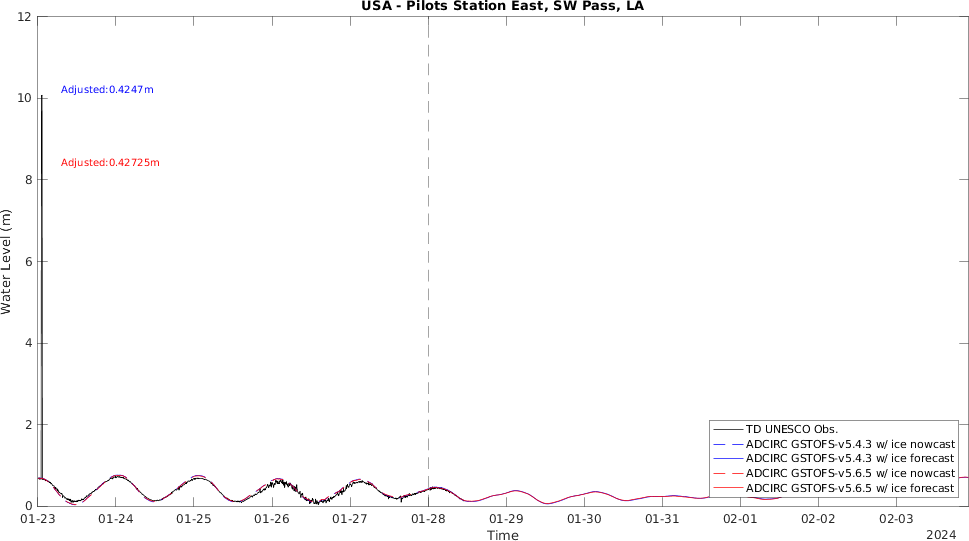 USA - Pilots Station East, SW Pass, LA
12
10
8
6
4
2
0
Water Level (m)
Adjusted:0.4247m
Adjusted:0.42725m
TD UNESCO Obs.
ADCIRC GSTOFS-v5.4.3 w/ ice nowcast
ADCIRC GSTOFS-v5.4.3 w/ ice forecast
ADCIRC GSTOFS-v5.6.5 w/ ice nowcast
ADCIRC GSTOFS-v5.6.5 w/ ice forecast
01-23 01-24 01-25 01-26 01-27 01-28 01-29 01-30 01-31 02-01 02-02 02-03
Time
2024